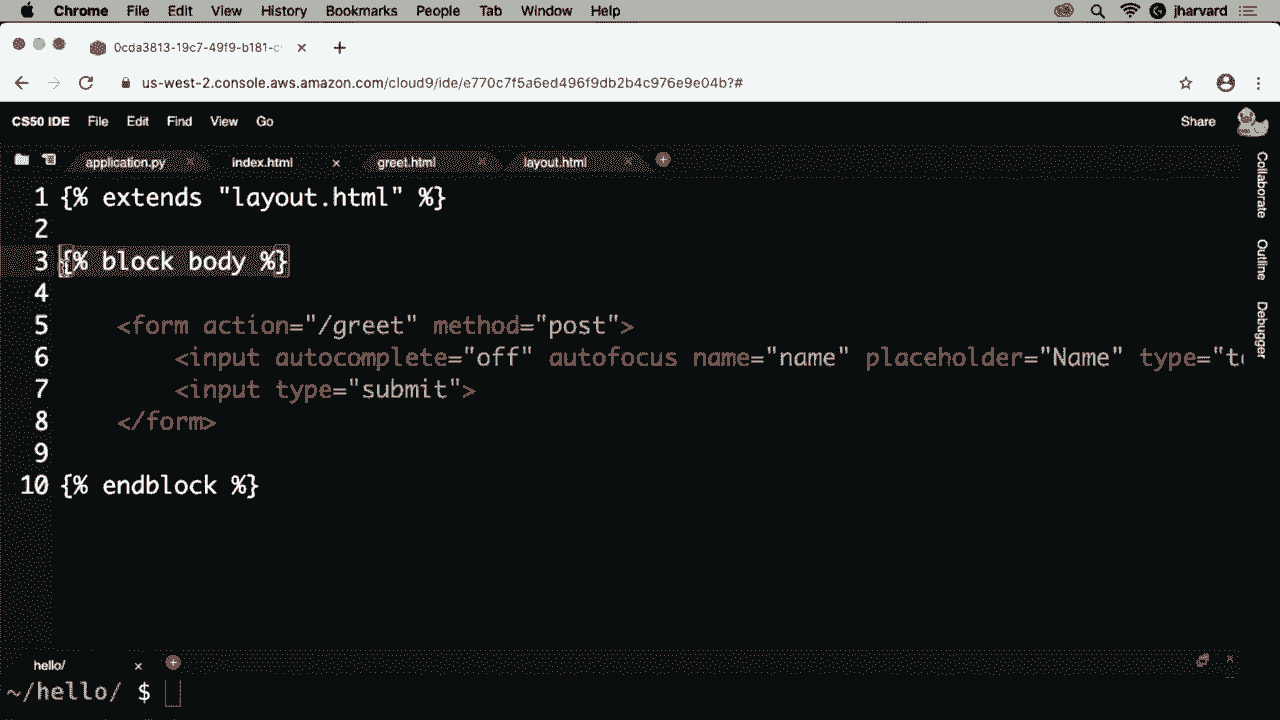 Chrome File Edit View History Bookmarks People Tab Window Help jharvard
0cda3813-19c7-49f9-b181-c
us-west-2.console.aws.amazon.com/cloud9/ide/e770c7f5a6ed496f9db2b4c976e9e04b?#
CS50 IDE File Edit Find View Go Share
application.py index.html greet.html layout.html
1 {% extends "layout.html" %}
2
3 {% block body %}
4
5 <form action="/greet" method="post">
6 <input autocomplete="off" autofocus name="name" placeholder="Name" type="te
7 <input type="submit">
8 </form>
9
10 {% endblock %}
Collaborate
Outline
Debugger
hello/
~/hello/ $